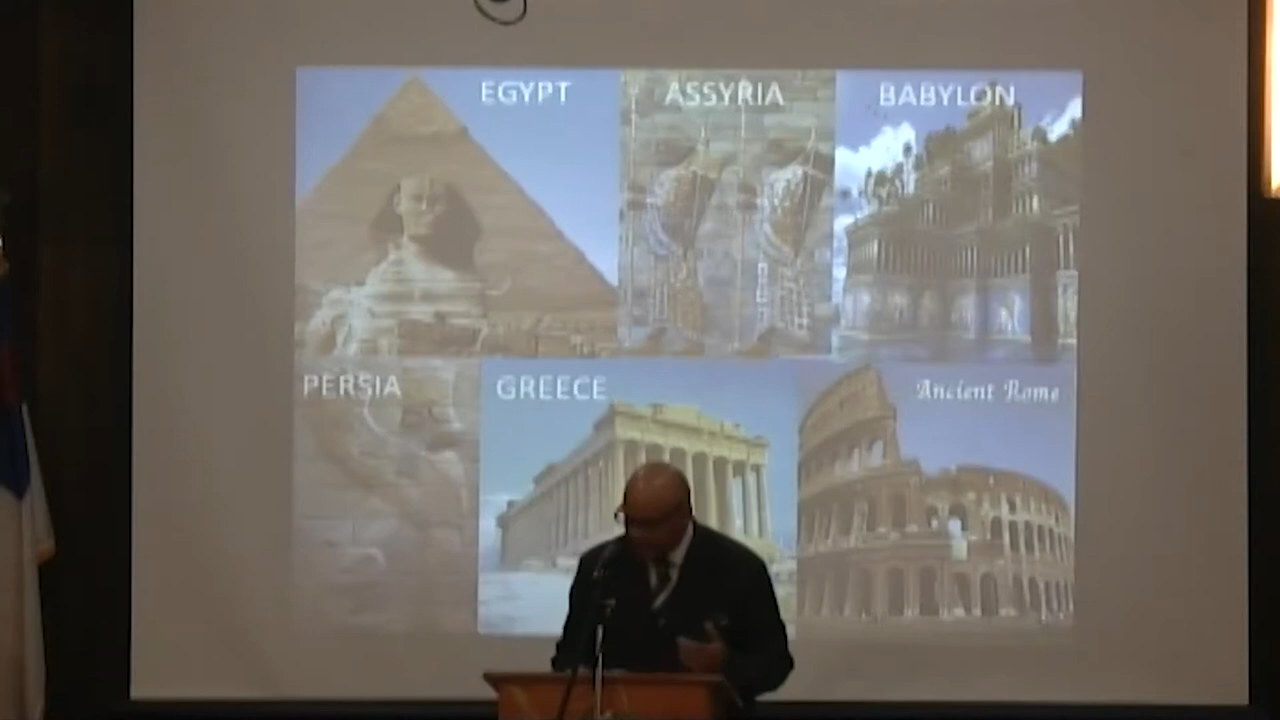 EGYPT
ASSYRIA
BABYLON
PERSIA
GREECE
Ancient Rome